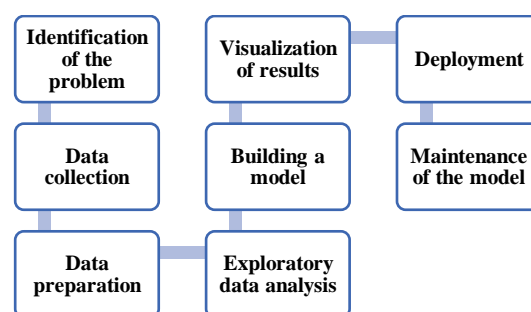 Identification
of the
problem
Data
collection
Data
preparation
Exploratory
data analysis
Building a
model
Visualization
of results
Deployment
Maintenance
of the model